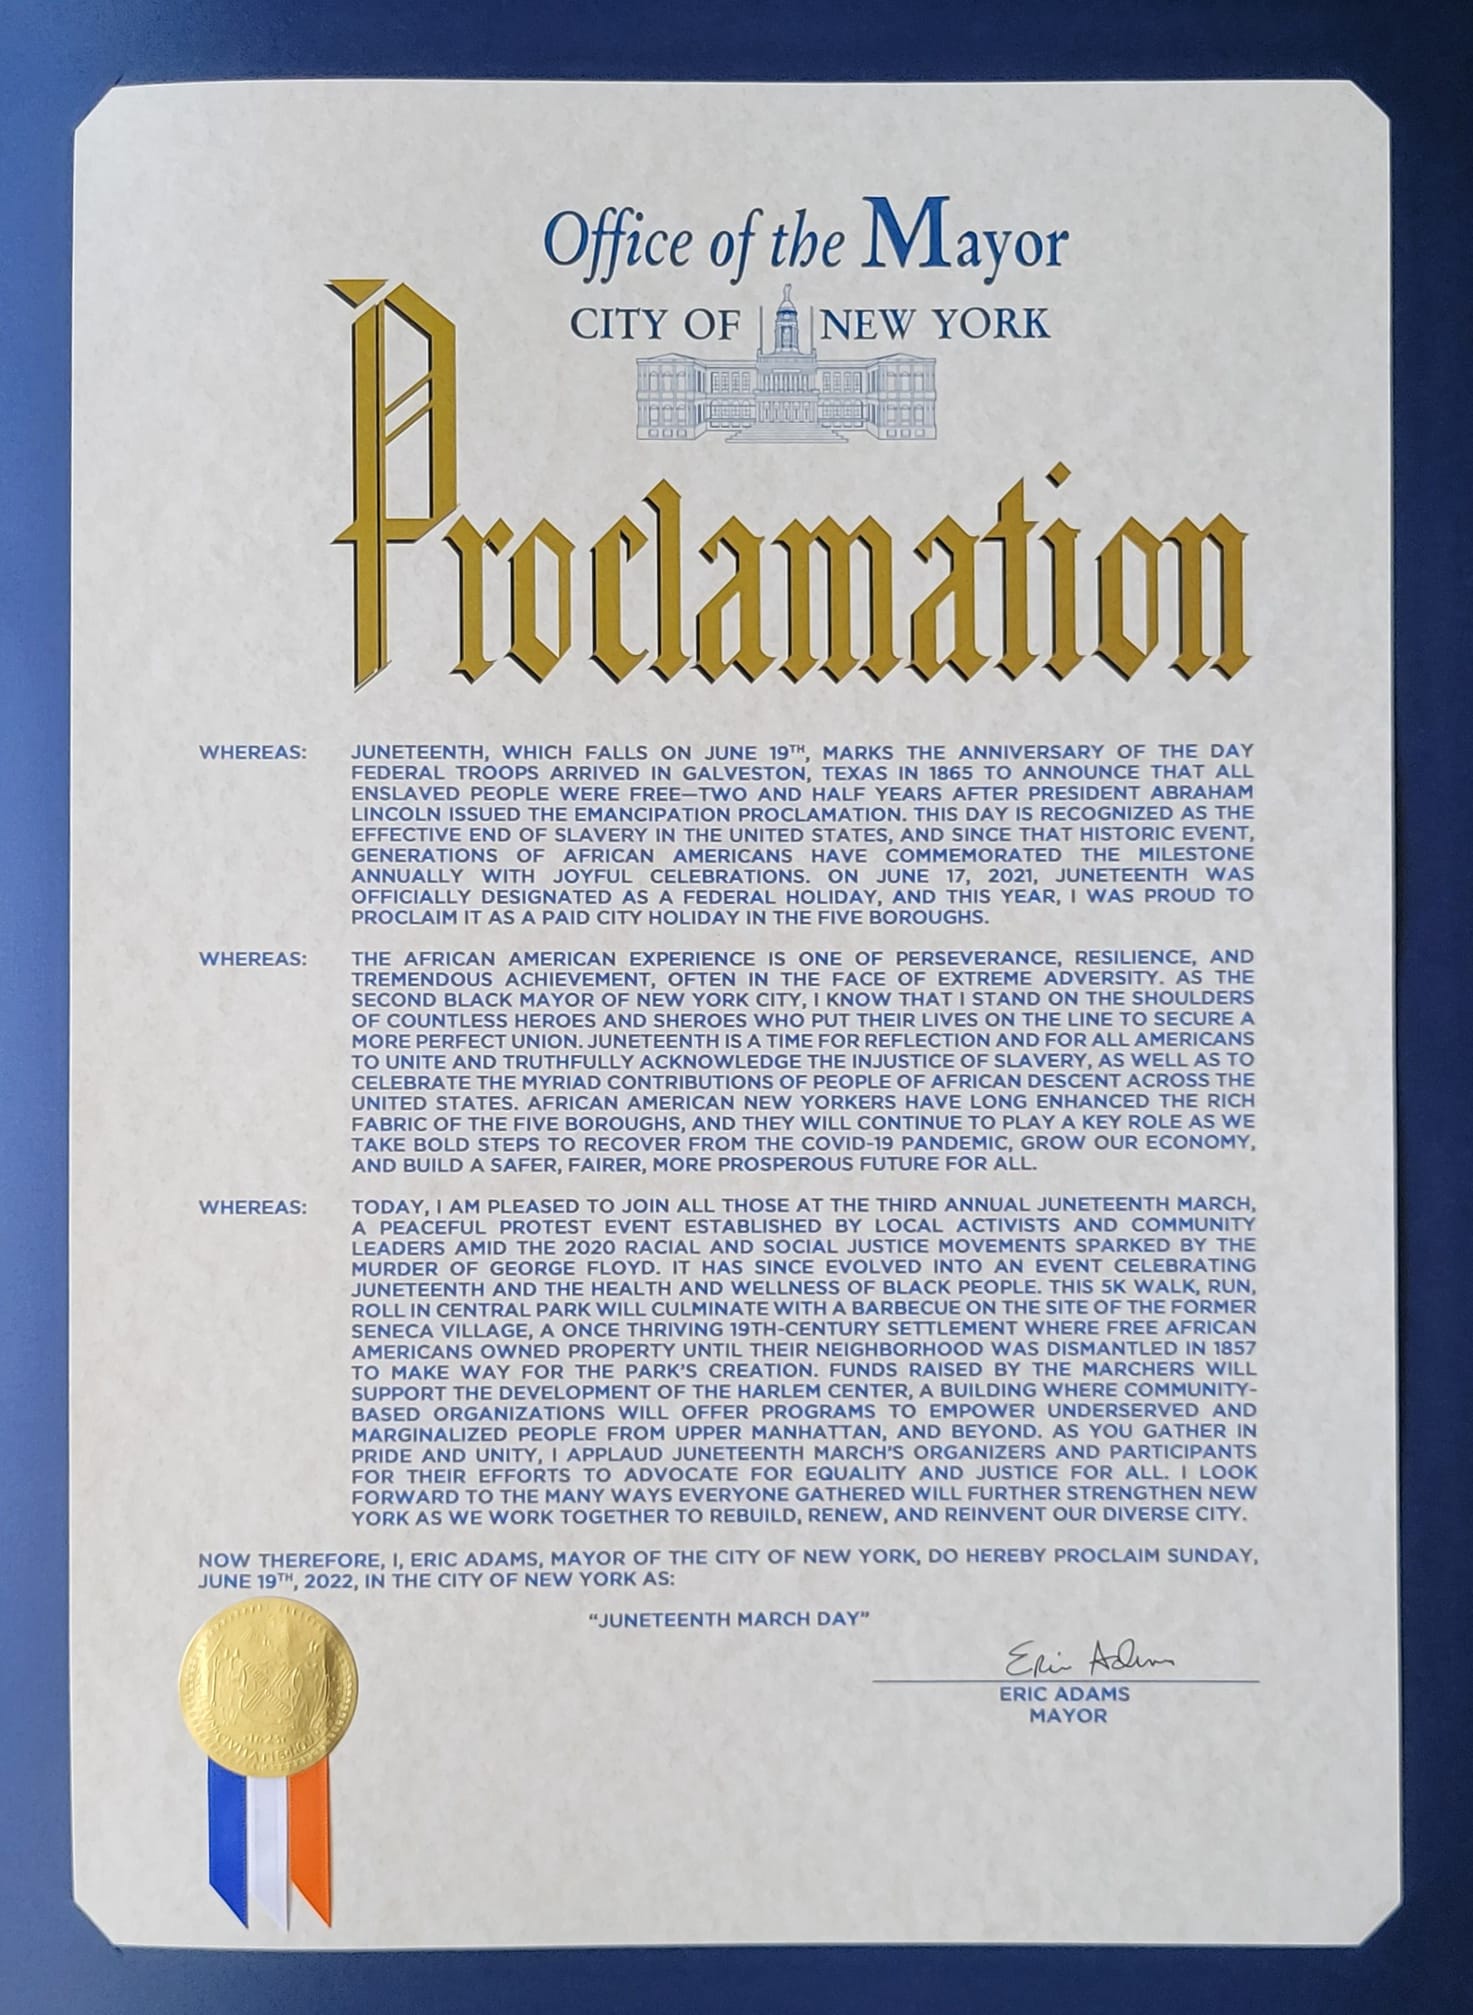 Office of the Mayor
CITY OF NEW YORK
Proclamation
WHEREAS: JUNETEENTH, WHICH FALLS ON JUNE 19TH, MARKS THE ANNIVERSARY OF THE DAY
FEDERAL TROOPS ARRIVED IN GALVESTON, TEXAS IN 1865 TO ANNOUNCE THAT ALL
ENSLAVED PEOPLE WERE FREE—TWO AND HALF YEARS AFTER PRESIDENT ABRAHAM
LINCOLN ISSUED THE EMANCIPATION PROCLAMATION. THIS DAY IS RECOGNIZED AS THE
EFFECTIVE END OF SLAVERY IN THE UNITED STATES, AND SINCE THAT HISTORIC EVENT,
GENERATIONS OF AFRICAN AMERICANS HAVE COMMEMORATED THE MILESTONE
ANNUALLY WITH JOYFUL CELEBRATIONS. ON JUNE 17, 2021, JUNETEENTH WAS
OFFICIALLY DESIGNATED AS A FEDERAL HOLIDAY, AND THIS YEAR, I WAS PROUD TO
PROCLAIM IT AS A PAID CITY HOLIDAY IN THE FIVE BOROUGHS.
WHEREAS: THE AFRICAN AMERICAN EXPERIENCE IS ONE OF PERSEVERANCE, RESILIENCE, AND
TREMENDOUS ACHIEVEMENT, OFTEN IN THE FACE OF EXTREME ADVERSITY. AS THE
SECOND BLACK MAYOR OF NEW YORK CITY, I KNOW THAT I STAND ON THE SHOULDERS
OF COUNTLESS HEROES AND SHEROES WHO PUT THEIR LIVES ON THE LINE TO SECURE A
MORE PERFECT UNION. JUNETEENTH IS A TIME FOR REFLECTION AND FOR ALL AMERICANS
TO UNITE AND TRUTHFULLY ACKNOWLEDGE THE INJUSTICE OF SLAVERY, AS WELL AS TO
CELEBRATE THE MYRIAD CONTRIBUTIONS OF PEOPLE OF AFRICAN DESCENT ACROSS THE
UNITED STATES. AFRICAN AMERICAN NEW YORKERS HAVE LONG ENHANCED THE RICH
FABRIC OF THE FIVE BOROUGHS, AND THEY WILL CONTINUE TO PLAY A KEY ROLE AS WE
TAKE BOLD STEPS TO RECOVER FROM THE COVID-19 PANDEMIC, GROW OUR ECONOMY,
AND BUILD A SAFER, FAIRER, MORE PROSPEROUS FUTURE FOR ALL.
WHEREAS: TODAY, I AM PLEASED TO JOIN ALL THOSE AT THE THIRD ANNUAL JUNETEENTH MARCH,
A PEACEFUL PROTEST EVENT ESTABLISHED BY LOCAL ACTIVISTS AND COMMUNITY
LEADERS AMID THE 2020 RACIAL AND SOCIAL JUSTICE MOVEMENTS SPARKED BY THE
MURDER OF GEORGE FLOYD. IT HAS SINCE EVOLVED INTO AN EVENT CELEBRATING
JUNETEENTH AND THE HEALTH AND WELLNESS OF BLACK PEOPLE. THIS 5K WALK, RUN,
ROLL IN CENTRAL PARK WILL CULMINATE WITH A BARBECUE ON THE SITE OF THE FORMER
SENECA VILLAGE, A ONCE THRIVING 19TH-CENTURY SETTLEMENT WHERE FREE AFRICAN
AMERICANS OWNED PROPERTY UNTIL THEIR NEIGHBORHOOD WAS DISMANTLED IN 1857
TO MAKE WAY FOR THE PARK'S CREATION. FUNDS RAISED BY THE MARCHERS WILL
SUPPORT THE DEVELOPMENT OF THE HARLEM CENTER, A BUILDING WHERE COMMUNITY-
BASED ORGANIZATIONS WILL OFFER PROGRAMS TO EMPOWER UNDERSERVED AND
MARGINALIZED PEOPLE FROM UPPER MANHATTAN, AND BEYOND. AS YOU GATHER IN
PRIDE AND UNITY, I APPLAUD JUNETEENTH MARCH'S ORGANIZERS AND PARTICIPANTS
FOR THEIR EFFORTS TO ADVOCATE FOR EQUALITY AND JUSTICE FOR ALL. I LOOK
FORWARD TO THE MANY WAYS EVERYONE GATHERED WILL FURTHER STRENGTHEN NEW
YORK AS WE WORK TOGETHER TO REBUILD, RENEW, AND REINVENT OUR DIVERSE CITY.
NOW THEREFORE, I, ERIC ADAMS, MAYOR OF THE CITY OF NEW YORK, DO HEREBY PROCLAIM SUNDAY,
JUNE 19TH, 2022, IN THE CITY OF NEW YORK AS:
“JUNETEENTH MARCH DAY”
Eric Adams
ERIC ADAMS
MAYOR